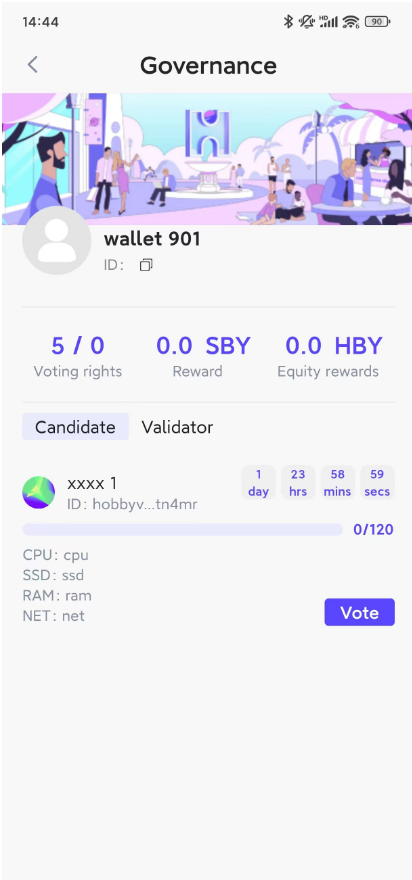 14:44
HD
6
90
Governance
wallet 901
ID:
5 / 0
0.0 SBY
0.0 HBY
Voting rights
Reward
Equity rewards
Candidate
Validator
xxxx 1
1
23
58
59
day
hrs
mins
secs
ID: hobbyv...tn4mr
0/120
CPU: cpu
SSD: ssd
RAM: ram
NET: net
Vote